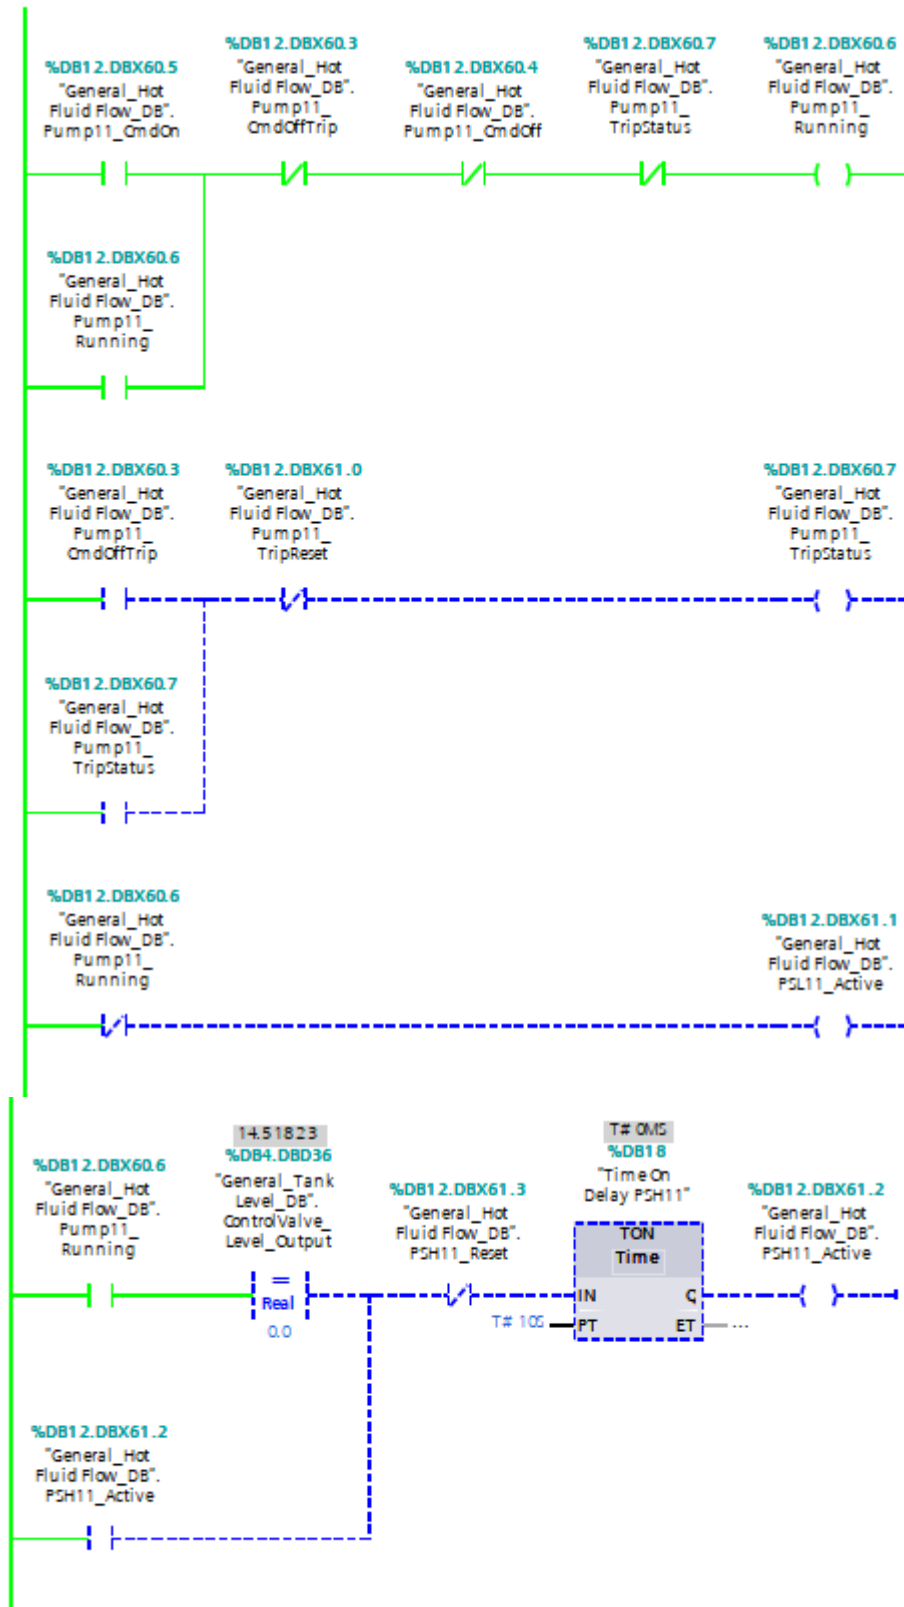 %DB12.DBX60.5
"General_Hot
Fluid Flow_DB".
Pump11_CmdOn
%DB12.DBX60.3
"General_Hot
Fluid Flow_DB".
Pump11_
CmdOffTrip
%DB12.DBX60.4
"General_Hot
Fluid Flow_DB".
Pump11_CmdOff
%DB12.DBX60.7
"General_Hot
Fluid Flow_DB".
Pump11_
TripStatus
%DB12.DBX60.6
"General_Hot
Fluid Flow_DB".
Pump11_
Running
%DB12.DBX60.6
"General_Hot
Fluid Flow_DB".
Pump11_
Running
%DB12.DBX60.3
"General_Hot
Fluid Flow_DB".
Pump11_
CmdOffTrip
%DB12.DBX61.0
"General_Hot
Fluid Flow_DB".
Pump11_
TripReset
%DB12.DBX60.7
"General_Hot
Fluid Flow_DB".
Pump11_
TripStatus
%DB12.DBX60.7
"General_Hot
Fluid Flow_DB".
Pump11_
TripStatus
%DB12.DBX60.6
"General_Hot
Fluid Flow_DB".
Pump11_
Running
%DB12.DBX61.1
"General_Hot
Fluid Flow_DB".
PSL11_Active
%DB12.DBX60.6
"General_Hot
Fluid Flow_DB".
Pump11_
Running
14.51823
%DB4.DBD36
"General_Tank
Level_DB".
ControlValve_
Level_Output
=
Real
0.0
%DB12.DBX61.3
"General_Hot
Fluid Flow_DB".
PSH11_Reset
T# 0MS
%DB18
"Time On
Delay PSH11"
TON
Time
IN
Q
T# 10S
PT
ET
...
%DB12.DBX61.2
"General_Hot
Fluid Flow_DB".
PSH11_Active
%DB12.DBX61.2
"General_Hot
Fluid Flow_DB".
PSH11_Active